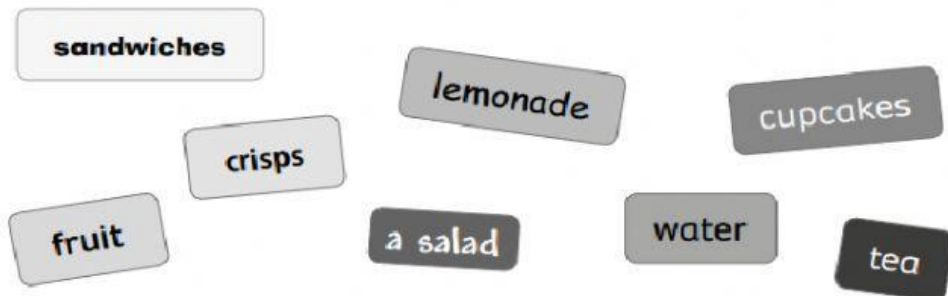 sandwiches
lemonade
cupcakes
crisps
fruit
a salad
water
tea